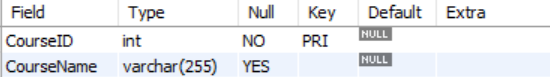 Field Type Null Key Default Extra
CourseID int NO PRI NULL
CourseName varchar(255) YES NULL